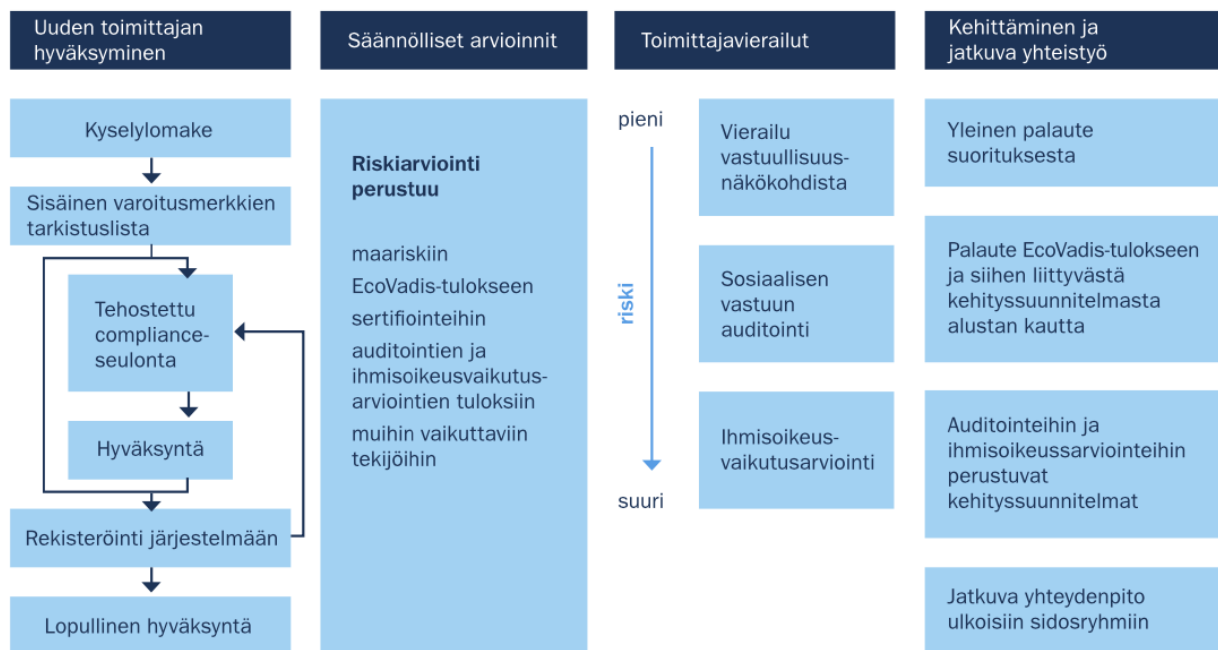 Uuden toimittajan
hyväksyminen
Kyselylomake
Sisäinen varoitusmerkkien
tarkistuslista
Tehostettu
compliance-
seulonta
Hyväksyntä
Rekisteröinti järjestelmään
Lopullinen hyväksyntä
Säännölliset arvioinnit
Riskiarviointi
perustuu
maariskiin
EcoVadis-tulokseen
sertifiointeihin
auditointien ja
ihmisoikeusvaikutus-
arviointien tuloksiin
muihin vaikuttaviin
tekijöihin
Toimittajavierailut
pieni
riski
suuri
Vierailu
vastuullisuus-
näkökohdista
Sosiaalisen
vastuun
auditointi
Ihmisoikeus-
vaikutusarviointi
Kehittäminen ja
jatkuva yhteistyö
Yleinen palaute
suorituksesta
Palaute EcoVadis-tulokseen
ja siihen liittyvästä
kehityssuunnitelmasta
alustan kautta
Auditointeihin ja
ihmisoikeussarviointeihin
perustuvat
kehityssuunnitelmat
Jatkuva yhteydenpito
ulkoisiin sidosryhmiin